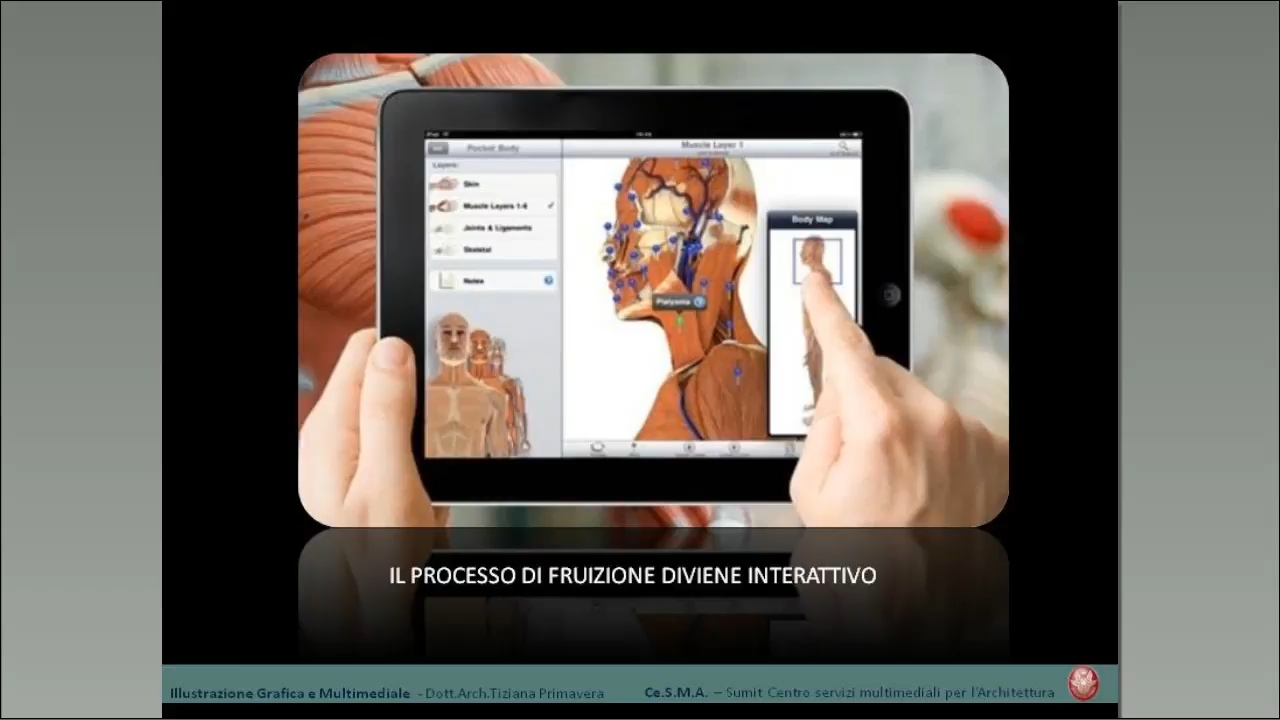 Pocket Body
Muscle Layer 1
Layers:
Skin
Muscle Layers 1-6
Joints & Ligaments
Skeletal
Notes
Body Map
Platysma
IL PROCESSO DI FRUIZIONE DIVIENE INTERATTIVO
Illustrazione Grafica e Multimediale - Dott.Arch.Tiziana Primavera
Ce.S.M.A. – Sumit Centro servizi multimediali per l'Architettura